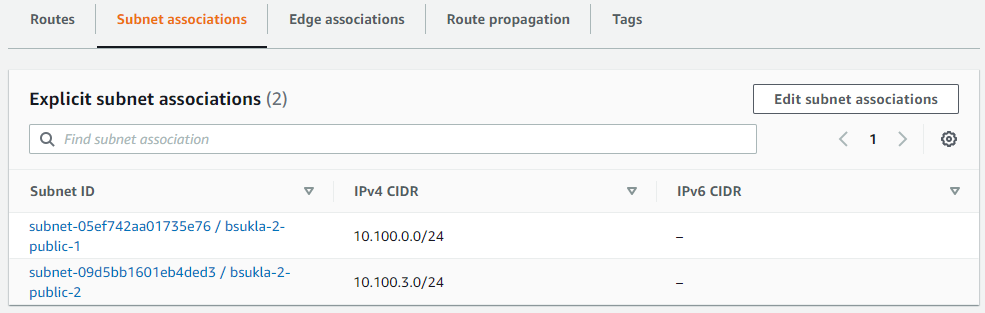 Routes Subnet associations Edge associations Route propagation Tags
Explicit subnet associations (2) Edit subnet associations
Find subnet association 1
Subnet ID IPv4 CIDR IPv6 CIDR
subnet-05ef742aa01735e76 / bsukla-2-
public-1 10.100.0.0/24 –
subnet-09d5bb1601eb4ded3 / bsukla-2-
public-2 10.100.3.0/24 –